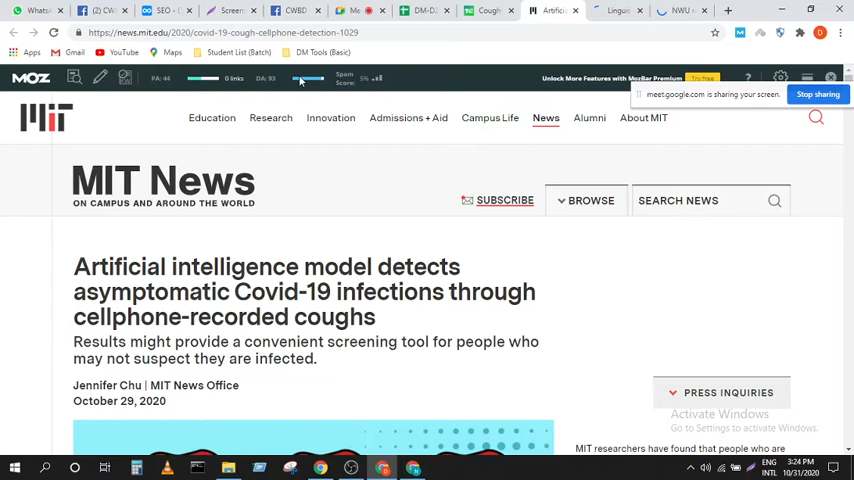 WhatsA
(2) CWB
SEO - 
Screens
CWBD
Me
DM-D2
Cough
Artificia
Linguis
NWU re
https://news.mit.edu/2020/covid-19-cough-cellphone-detection-1029
Apps
Gmail
YouTube
Maps
Student List (Batch)
DM Tools (Basic)
MOZ
PA: 44
0 links
DA: 93
Spam Score: 5%
Unlock More Features with MozBar Premium
Try free
meet.google.com is sharing your screen.
Stop sharing
MIT
Education
Research
Innovation
Admissions + Aid
Campus Life
News
Alumni
About MIT
MIT News
ON CAMPUS AND AROUND THE WORLD
SUBSCRIBE
BROWSE
SEARCH NEWS
Artificial intelligence model detects
asymptomatic Covid-19 infections through
cellphone-recorded coughs
Results might provide a convenient screening tool for people who
may not suspect they are infected.
Jennifer Chu | MIT News Office
October 29, 2020
PRESS INQUIRIES
Activate Windows
Go to Settings to activate Windows.
MIT researchers have found that people who are
ENG
INTL
3:24 PM
10/31/2020